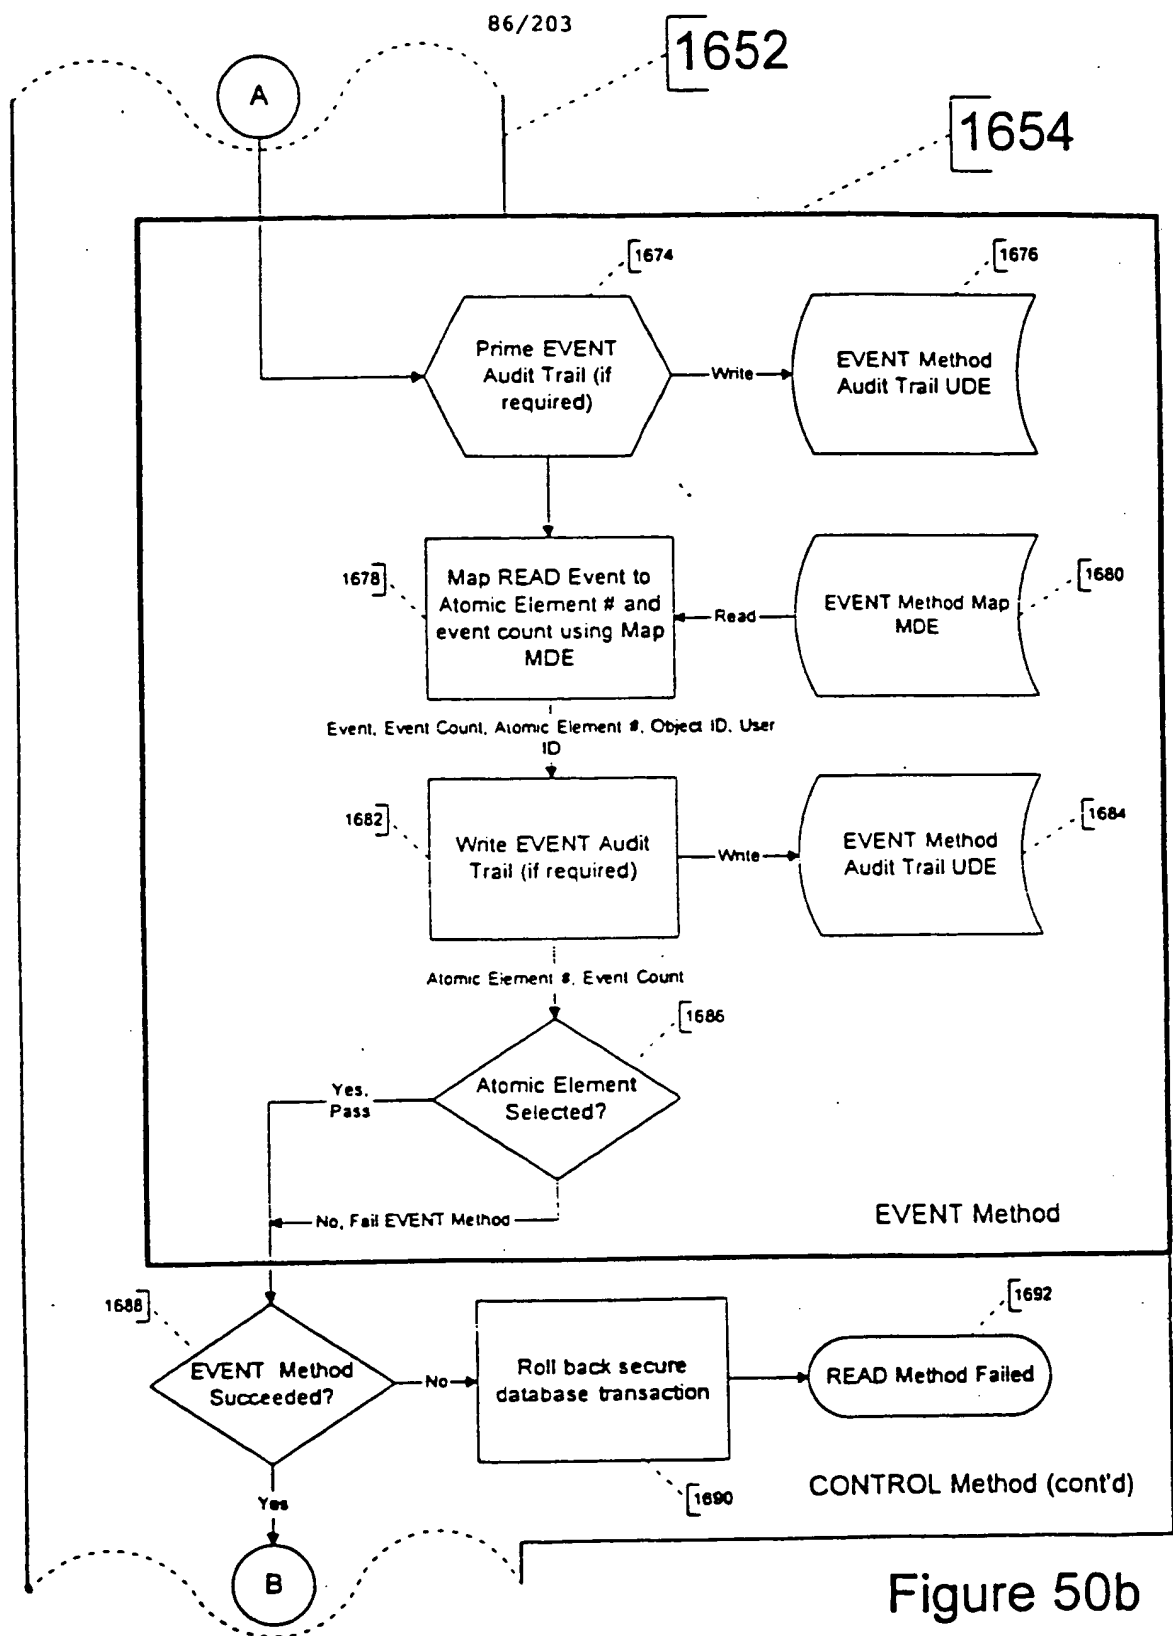 86/203
1652
A
1654
1674
1676
Prime EVENT
Audit Trail (if
required)
Write
EVENT Method
Audit Trail UDE
1678
Map READ Event to
Atomic Element # and
event count using Map
MDE
Read
EVENT Method Map
MDE
1680
Event, Event Count, Atomic Element #, Object ID, User
ID
1682
Write EVENT Audit
Trail (if required)
Write
EVENT Method
Audit Trail UDE
1684
Atomic Element #, Event Count
1686
Yes,
Pass
Atomic Element
Selected?
No, Fail EVENT Method
EVENT Method
1688
EVENT Method
Succeeded?
No
Roll back secure
database transaction
1692
READ Method Failed
1690
CONTROL Method (cont'd)
Yes
B
Figure 50b